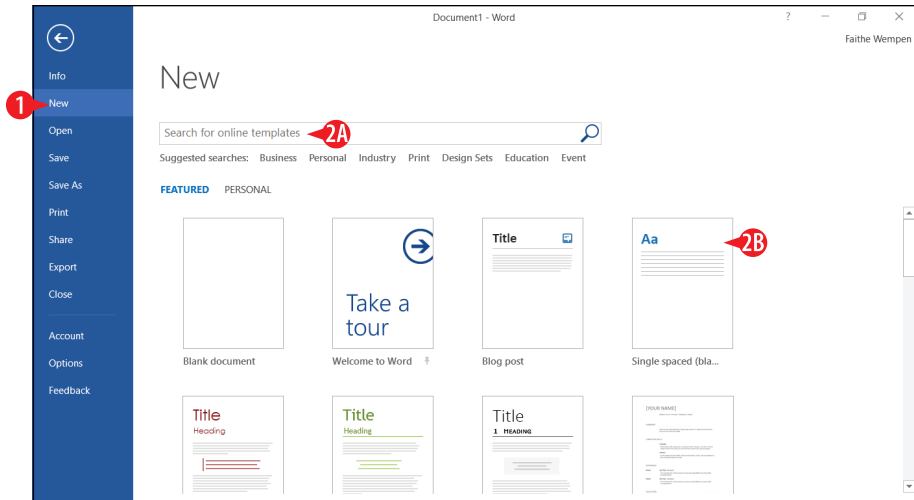 Document1 - Word
?
Faithe Wempen
Info
New
Open
Save
Save As
Print
Share
Export
Close
Account
Options
Feedback
1
New
Search for online templates
2A
Suggested searches: Business Personal Industry Print Design Sets Education Event
FEATURED PERSONAL
Take a
tour
Title
Aa
2B
Blank document
Welcome to Word
Blog post
Single spaced (bla...
Title
Heading
Title
Heading
Title
1 HEADING
[YOUR NAME]